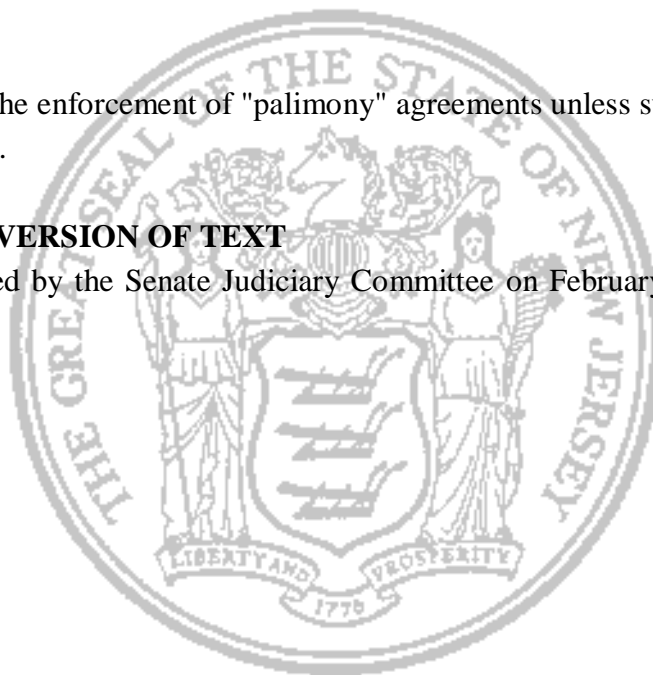 he enforcement of "palimony" agreements unless s
.
VERSION OF TEXT
ed by the Senate Judiciary Committee on February
THE GREAT SEAL OF THE STATE OF NEW JERSEY
LIBERTY AND PROSPERITY
1776